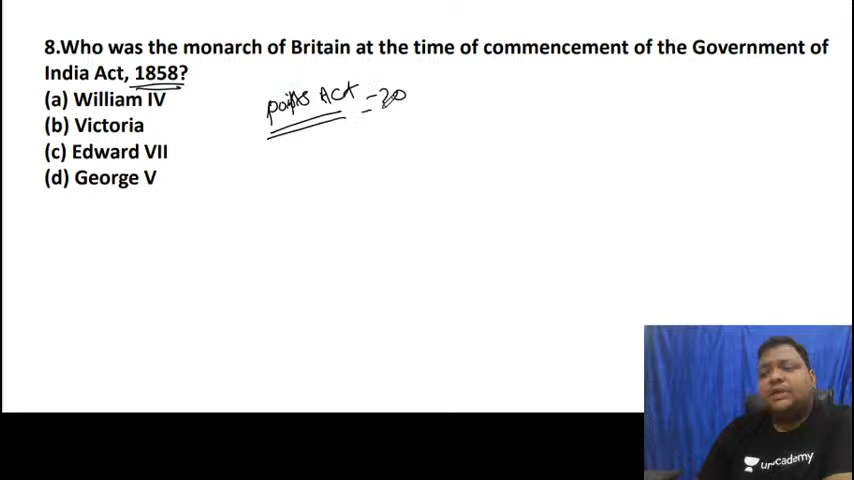 8.Who was the monarch of Britain at the time of commencement of the Government of
India Act, 1858?
(a) William IV
(b) Victoria
(c) Edward VII
(d) George V
Act - 20
unacademy